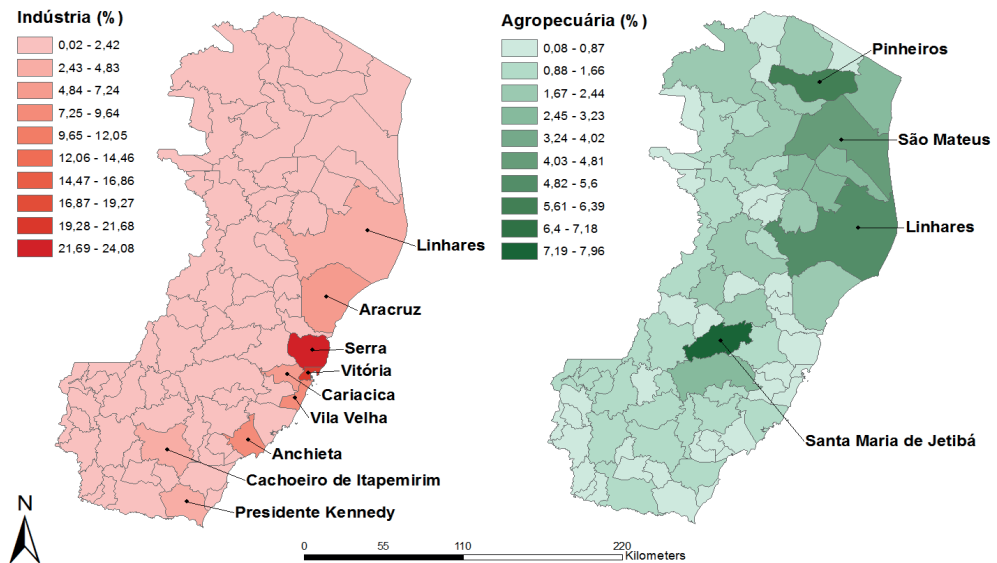 Indústria (%)
0,02 - 2,42
2,43 - 4,83
4,84 - 7,24
7,25 - 9,64
9,65 - 12,05
12,06 - 14,46
14,47 - 16,86
16,87 - 19,27
19,28 - 21,68
21,69 - 24,08
Linhares
Aracruz
Serra
Vitória
Cariacica
Vila Velha
Anchieta
Cachoeiro de Itapemirim
Presidente Kennedy
Agropecuária (%)
0,08 - 0,87
0,88 - 1,66
1,67 - 2,44
2,45 - 3,23
3,24 - 4,02
4,03 - 4,81
4,82 - 5,6
5,61 - 6,39
6,4 - 7,18
7,19 - 7,96
Pinheiros
São Mateus
Linhares
Santa Maria de Jetibá
N
0 55 110 220
Kilometers